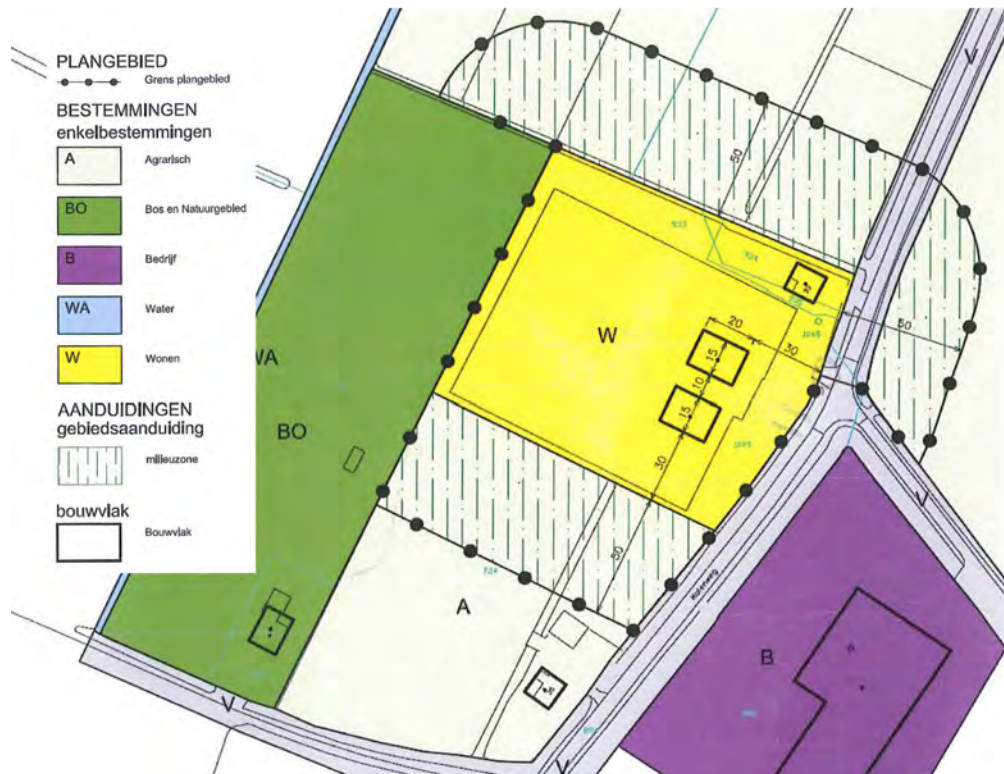 PLANGEBIED
Grens plangebied
BESTEMMINGEN
enkelbestemmingen
A Agrarisch
BO Bos en Natuurgebied
B Bedrijf
WA Water
W Wonen
AANDUIDINGEN
gebiedsaanduiding
milieuzone
bouwvlak
Bouwvlak
V
50
W
20
30
50
15
10
15
30
50
WA
BO
A
Molenweg
B
V
V
V